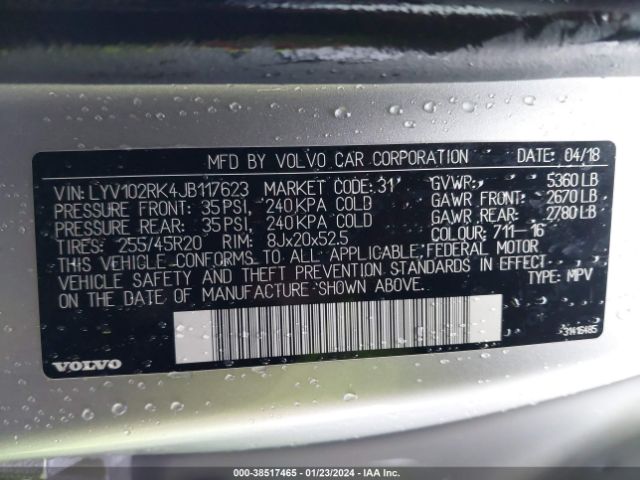 MFD BY VOLVO CAR CORPORATION DATE: 04/18
VIN: LYV102RK4JB117623 MARKET CODE: 31 GVWR: 5360 LB
PRESSURE FRONT: 35 PSI, 240 KPA COLD GAWR FRONT: 2670 LB
PRESSURE REAR: 35 PSI, 240 KPA COLD GAWR REAR: 2780 LB
TIRES: 255/45R20 RIM: 8Jx20x52.5 COLOUR: 711-16
THIS VEHICLE CONFORMS TO ALL APPLICABLE FEDERAL MOTOR
VEHICLE SAFETY AND THEFT PREVENTION STANDARDS IN EFFECT
ON THE DATE OF MANUFACTURE SHOWN ABOVE. TYPE: MPV
31416485
VOLVO
000-38517465 - 01/23/2024 - IAA Inc.